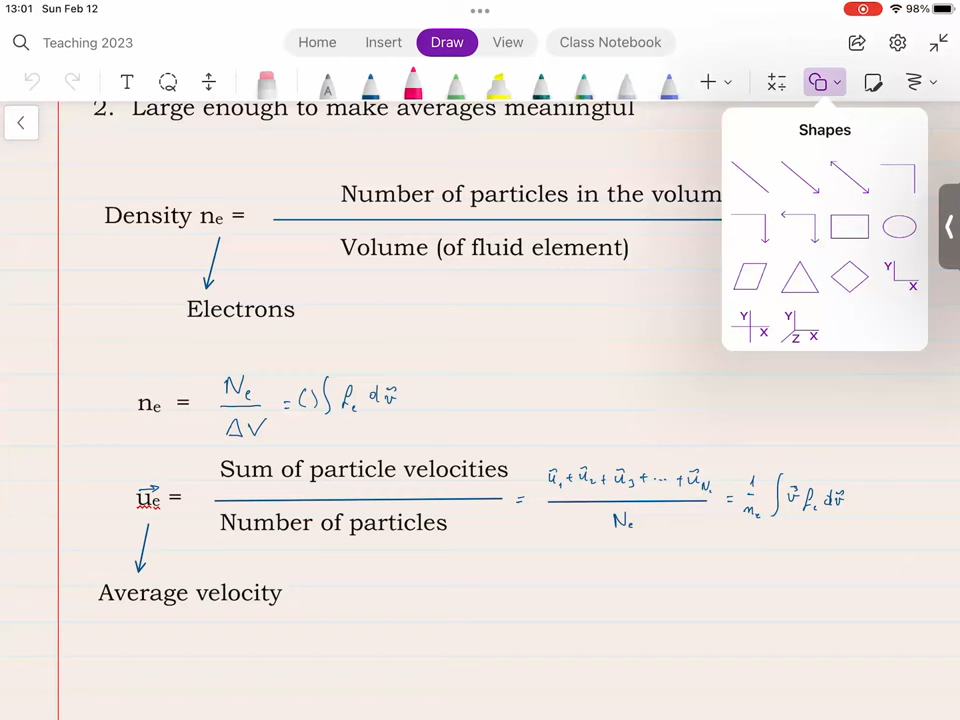 13:01 Sun Feb 12
98%
Teaching 2023
Home Insert Draw View Class Notebook
T A
Shapes
Y X
Y X Y Z X
2. Large enough to make averages meaningful
Number of particles in the volum
Density nₑ =
Volume (of fluid element)
Electrons
nₑ = Nₑ / ΔV = ( ) ∫ fₑ dv⃗
Sum of particle velocities
u⃗ₑ = = u⃗₁ + u⃗₂ + u⃗₃ + ... + u⃗_Nₑ / Nₑ = 1/nₑ ∫ v⃗ fₑ dv⃗
Number of particles
Average velocity